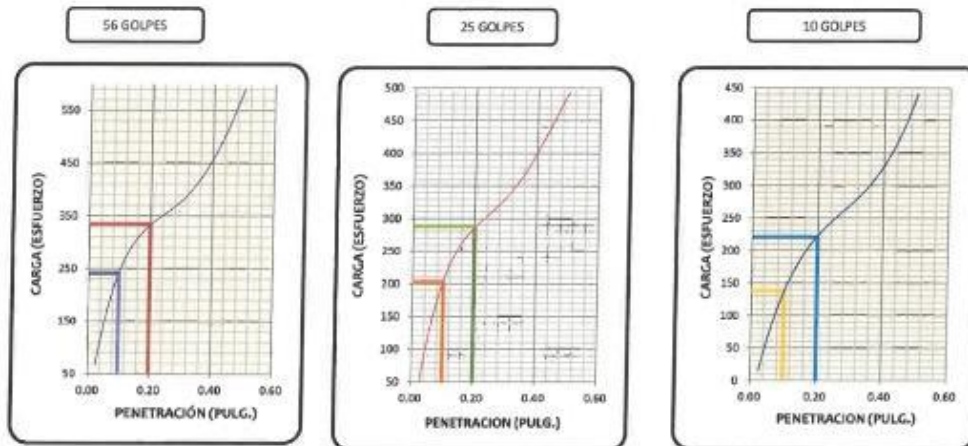 56 GOLPES
25 GOLPES
10 GOLPES
CARGA (ESFUERZO)
550
450
350
250
150
50
0.00 0.20 0.40 0.60
PENETRACIÓN (PULG.)
CARGA (ESFUERZO)
500
450
400
350
300
250
200
150
100
50
0.00 0.20 0.40 0.60
PENETRACION (PULG.)
CARGA (ESFUERZO)
450
400
350
300
250
200
150
100
50
0
0.00 0.20 0.40 0.60
PENETRACION (PULG.)